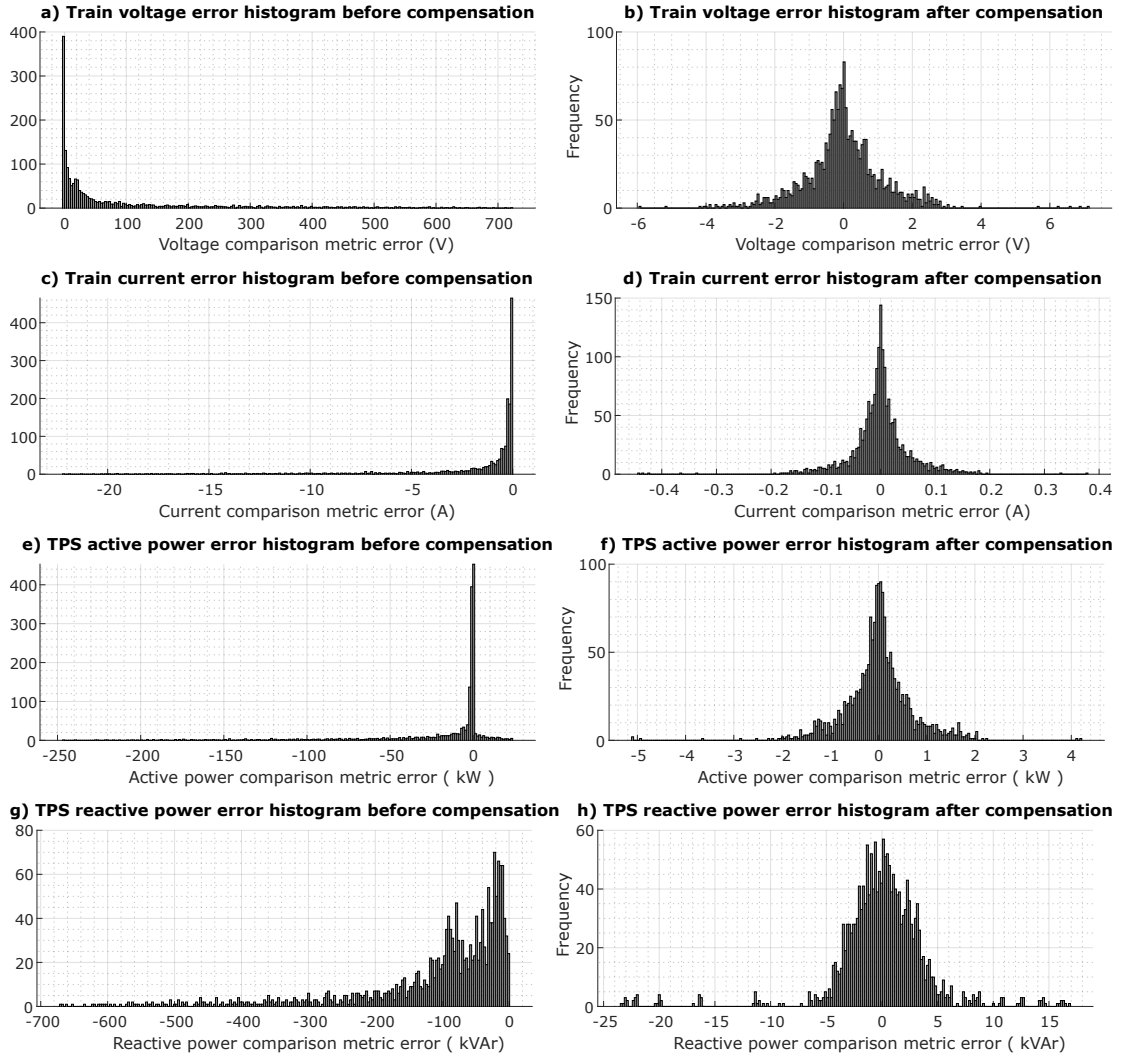 a) Train voltage error histogram before compensation
400
300
200
100
0
0 100 200 300 400 500 600 700
Voltage comparison metric error (V)
b) Train voltage error histogram after compensation
Frequency
100
50
0
-6 -4 -2 0 2 4 6
Voltage comparison metric error (V)
c) Train current error histogram before compensation
400
300
200
100
0
-20 -15 -10 -5 0
Current comparison metric error (A)
d) Train current error histogram after compensation
Frequency
150
100
50
0
-0.4 -0.3 -0.2 -0.1 0 0.1 0.2 0.3 0.4
Current comparison metric error (A)
e) TPS active power error histogram before compensation
400
300
200
100
0
-250 -200 -150 -100 -50 0
Active power comparison metric error ( kW )
f) TPS active power error histogram after compensation
Frequency
100
50
0
-5 -4 -3 -2 -1 0 1 2 3 4
Active power comparison metric error ( kW )
g) TPS reactive power error histogram before compensation
80
60
40
20
0
-700 -600 -500 -400 -300 -200 -100 0
Reactive power comparison metric error ( kVAr)
h) TPS reactive power error histogram after compensation
Frequency
60
40
20
0
-25 -20 -15 -10 -5 0 5 10 15
Reactive power comparison metric error ( kVAr)